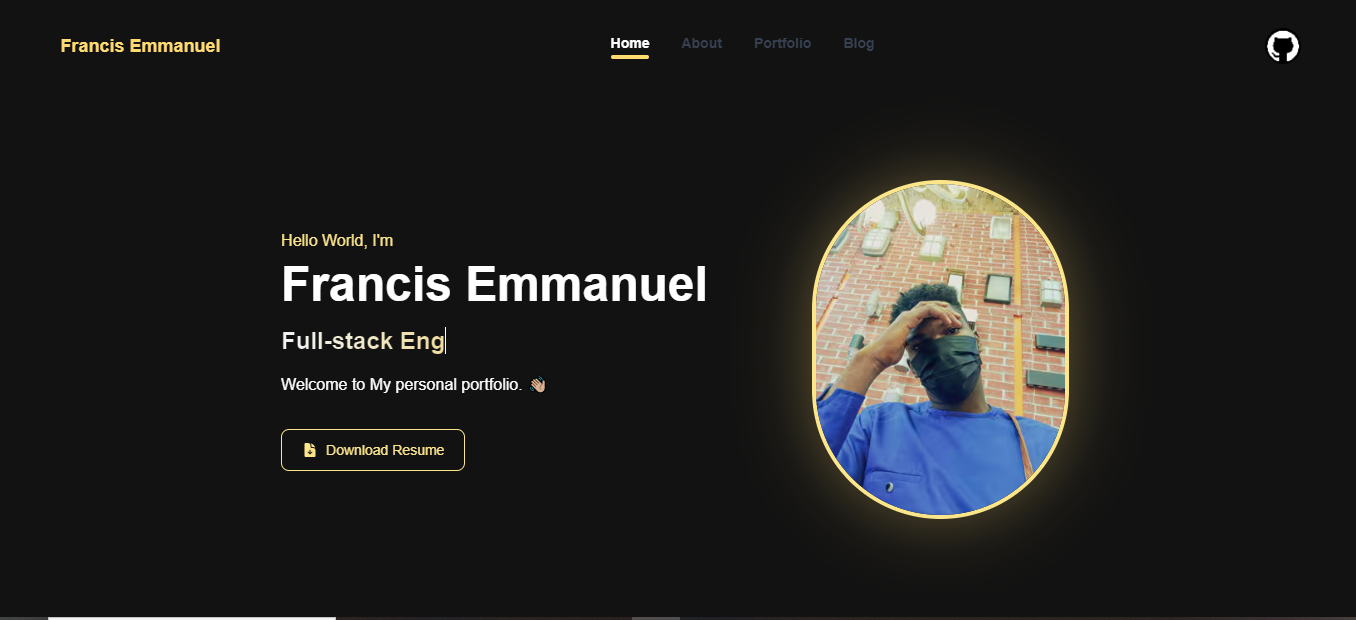 Francis Emmanuel
Home About Portfolio Blog
Hello World, I'm
Francis Emmanuel
Full-stack Eng
Welcome to My personal portfolio. 👋🏽
Download Resume